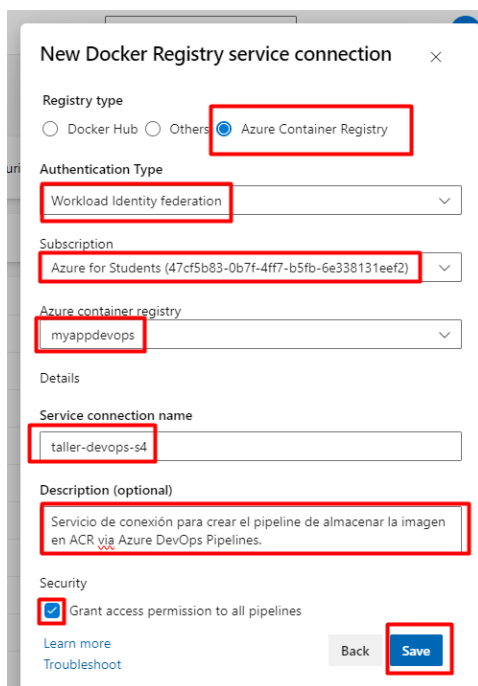 New Docker Registry service connection
Registry type
Docker Hub Others Azure Container Registry
uri
Authentication Type
Workload Identity federation
Subscription
Azure for Students (47cf5b83-0b7f-4ff7-b5fb-6e338131eef2)
Azure container registry
myappdevops
Details
Service connection name
taller-devops-s4
Description (optional)
Servicio de conexión para crear el pipeline de almacenar la imagen
en ACR via Azure DevOps Pipelines.
Security
Grant access permission to all pipelines
Learn more
Troubleshoot
Back Save